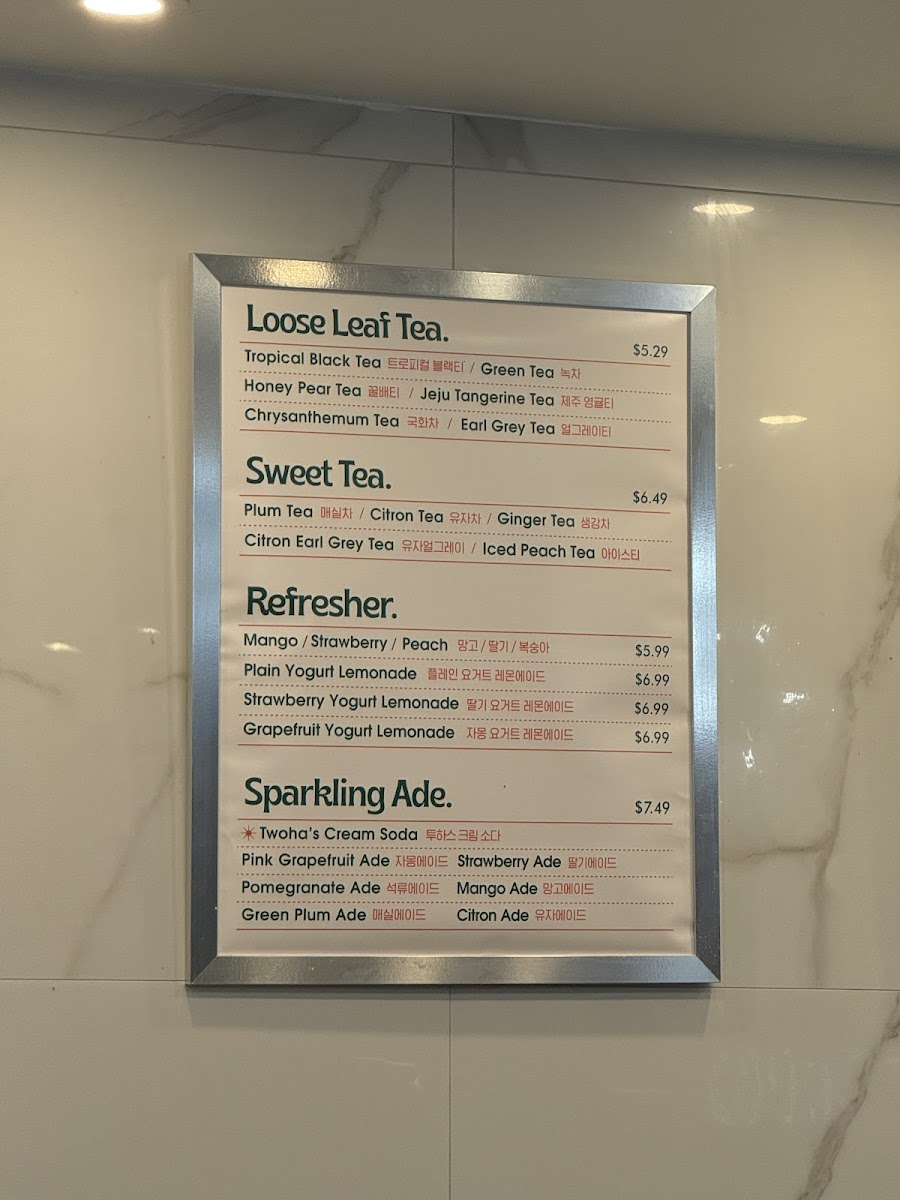 Loose Leaf Tea.
$5.29
Tropical Black Tea 트로피컬 블랙티 / Green Tea 녹차
Honey Pear Tea 꿀배티 / Jeju Tangerine Tea 제주 영귤티
Chrysanthemum Tea 국화차 / Earl Grey Tea 얼그레이티
Sweet Tea.
$6.49
Plum Tea 매실차 / Citron Tea 유자차 / Ginger Tea 생강차
Citron Earl Grey Tea 유자얼그레이 / Iced Peach Tea 아이스티
Refresher.
Mango / Strawberry / Peach 망고 / 딸기 / 복숭아 $5.99
Plain Yogurt Lemonade 플레인 요거트 레몬에이드 $6.99
Strawberry Yogurt Lemonade 딸기 요거트 레몬에이드 $6.99
Grapefruit Yogurt Lemonade 자몽 요거트 레몬에이드 $6.99
Sparkling Ade.
$7.49
Twoha's Cream Soda 투하스 크림 소다
Pink Grapefruit Ade 자몽에이드 Strawberry Ade 딸기에이드
Pomegranate Ade 석류에이드 Mango Ade 망고에이드
Green Plum Ade 매실에이드 Citron Ade 유자에이드